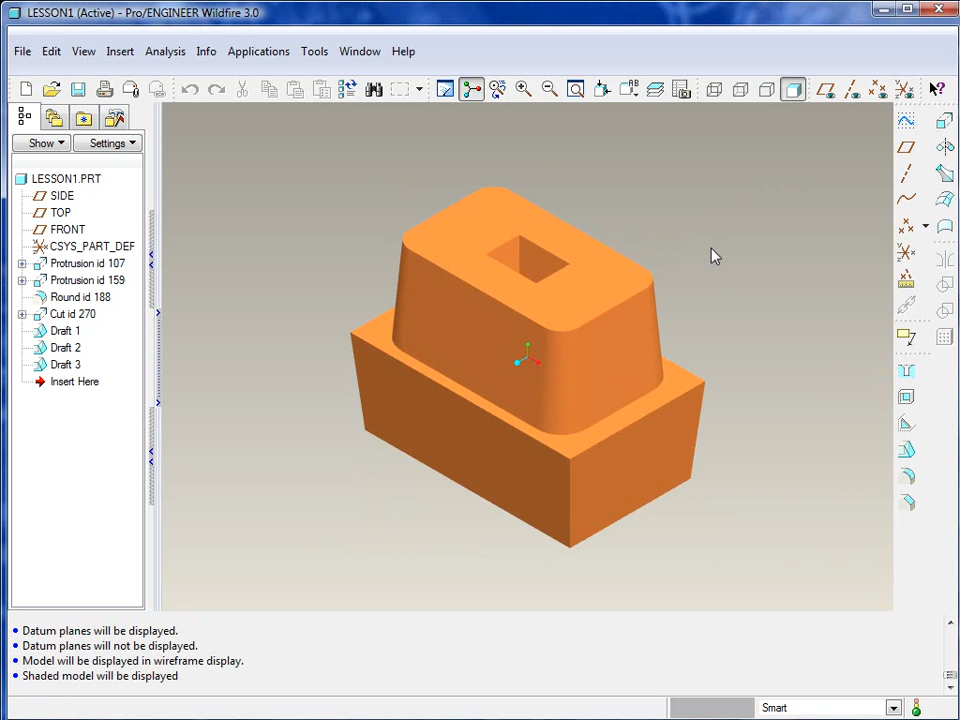 LESSON1 (Active) - Pro/ENGINEER Wildfire 3.0
File Edit View Insert Analysis Info Applications Tools Window Help
Show Settings
LESSON1.PRT
SIDE
TOP
FRONT
CSYS_PART_DEF
Protrusion id 107
Protrusion id 159
Round id 188
Cut id 270
Draft 1
Draft 2
Draft 3
Insert Here
• Datum planes will be displayed.
• Datum planes will not be displayed.
• Model will be displayed in wireframe display.
• Shaded model will be displayed
Smart